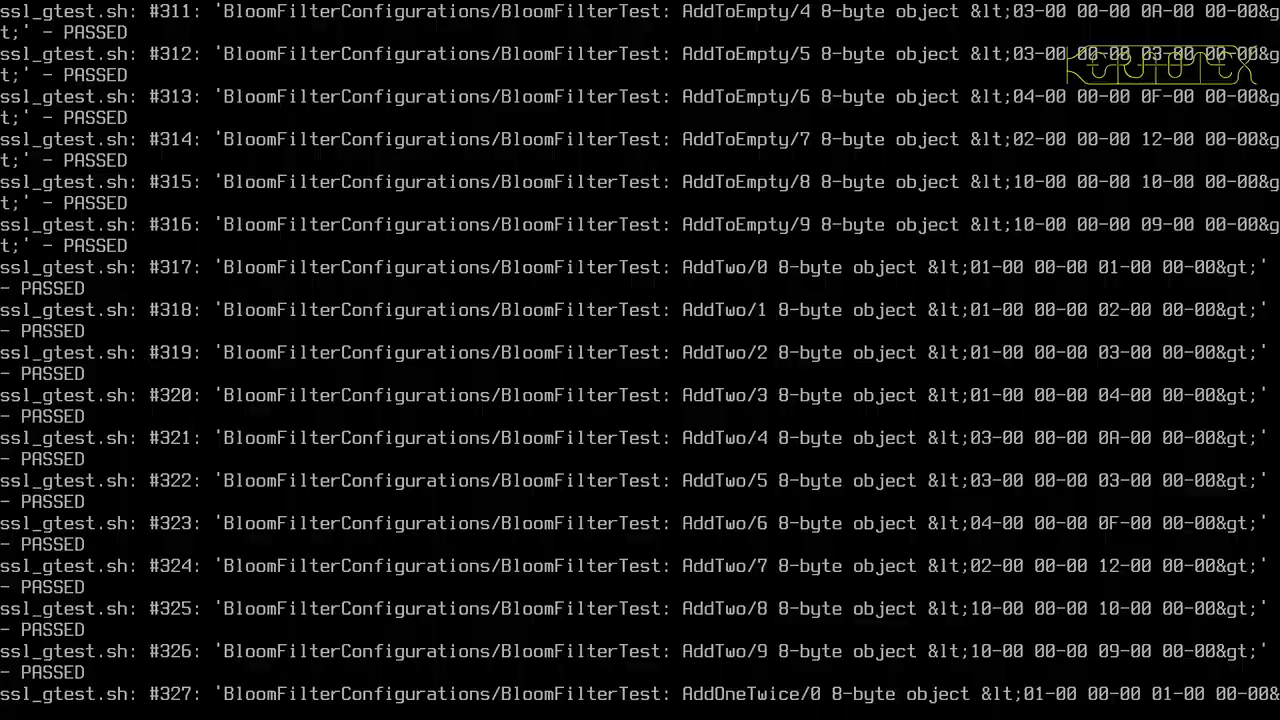 ssl_gtest.sh: #311: 'BloomFilterConfigurations/BloomFilterTest: AddToEmpty/4 8-byte object &lt;03-00 00-00 0A-00 00-00&g
t;' - PASSED
ssl_gtest.sh: #312: 'BloomFilterConfigurations/BloomFilterTest: AddToEmpty/5 8-byte object &lt;03-00 00-00 03-00 00-00&g
t;' - PASSED
ssl_gtest.sh: #313: 'BloomFilterConfigurations/BloomFilterTest: AddToEmpty/6 8-byte object &lt;04-00 00-00 0F-00 00-00&g
t;' - PASSED
ssl_gtest.sh: #314: 'BloomFilterConfigurations/BloomFilterTest: AddToEmpty/7 8-byte object &lt;02-00 00-00 12-00 00-00&g
t;' - PASSED
ssl_gtest.sh: #315: 'BloomFilterConfigurations/BloomFilterTest: AddToEmpty/8 8-byte object &lt;10-00 00-00 10-00 00-00&g
t;' - PASSED
ssl_gtest.sh: #316: 'BloomFilterConfigurations/BloomFilterTest: AddToEmpty/9 8-byte object &lt;10-00 00-00 09-00 00-00&g
t;' - PASSED
ssl_gtest.sh: #317: 'BloomFilterConfigurations/BloomFilterTest: AddTwo/0 8-byte object &lt;01-00 00-00 01-00 00-00&gt;'
- PASSED
ssl_gtest.sh: #318: 'BloomFilterConfigurations/BloomFilterTest: AddTwo/1 8-byte object &lt;01-00 00-00 02-00 00-00&gt;'
- PASSED
ssl_gtest.sh: #319: 'BloomFilterConfigurations/BloomFilterTest: AddTwo/2 8-byte object &lt;01-00 00-00 03-00 00-00&gt;'
- PASSED
ssl_gtest.sh: #320: 'BloomFilterConfigurations/BloomFilterTest: AddTwo/3 8-byte object &lt;01-00 00-00 04-00 00-00&gt;'
- PASSED
ssl_gtest.sh: #321: 'BloomFilterConfigurations/BloomFilterTest: AddTwo/4 8-byte object &lt;03-00 00-00 0A-00 00-00&gt;'
- PASSED
ssl_gtest.sh: #322: 'BloomFilterConfigurations/BloomFilterTest: AddTwo/5 8-byte object &lt;03-00 00-00 03-00 00-00&gt;'
- PASSED
ssl_gtest.sh: #323: 'BloomFilterConfigurations/BloomFilterTest: AddTwo/6 8-byte object &lt;04-00 00-00 0F-00 00-00&gt;'
- PASSED
ssl_gtest.sh: #324: 'BloomFilterConfigurations/BloomFilterTest: AddTwo/7 8-byte object &lt;02-00 00-00 12-00 00-00&gt;'
- PASSED
ssl_gtest.sh: #325: 'BloomFilterConfigurations/BloomFilterTest: AddTwo/8 8-byte object &lt;10-00 00-00 10-00 00-00&gt;'
- PASSED
ssl_gtest.sh: #326: 'BloomFilterConfigurations/BloomFilterTest: AddTwo/9 8-byte object &lt;10-00 00-00 09-00 00-00&gt;'
- PASSED
ssl_gtest.sh: #327: 'BloomFilterConfigurations/BloomFilterTest: AddOneTwice/0 8-byte object &lt;01-00 00-00 01-00 00-00&